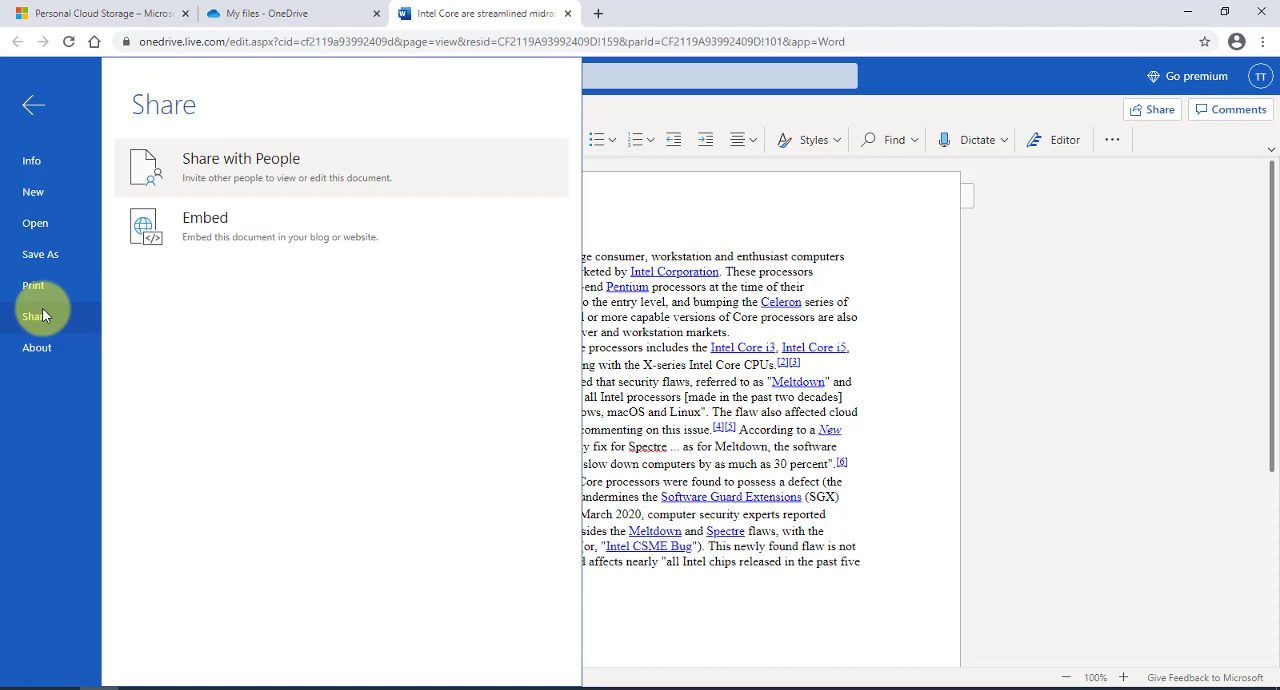 Personal Cloud Storage – Micros
My files - OneDrive
Intel Core are streamlined midra
onedrive.live.com/edit.aspx?cid=cf2119a93992409d&page=view&resid=CF2119A93992409D!159&parId=CF2119A93992409D!101&app=Word
Go premium
TT
Share
Comments
Styles
Find
Dictate
Editor
Share
Share with People
Invite other people to view or edit this document.
Embed
Embed this document in your blog or website.
Info
New
Open
Save As
Print
Share
About
ge consumer, workstation and enthusiast computers
keted by Intel Corporation. These processors
-end Pentium processors at the time of their
o the entry level, and bumping the Celeron series of
l or more capable versions of Core processors are also
ver and workstation markets.
e processors includes the Intel Core i3, Intel Core i5,
ng with the X-series Intel Core CPUs.[2][3]
ed that security flaws, referred to as "Meltdown" and
all Intel processors [made in the past two decades]
ows, macOS and Linux". The flaw also affected cloud
commenting on this issue.[4][5] According to a New
y fix for Spectre ... as for Meltdown, the software
slow down computers by as much as 30 percent".[6]
Core processors were found to possess a defect (the
undermines the Software Guard Extensions (SGX)
March 2020, computer security experts reported
sides the Meltdown and Spectre flaws, with the
or, "Intel CSME Bug"). This newly found flaw is not
d affects nearly "all Intel chips released in the past five
100%
Give Feedback to Microsoft